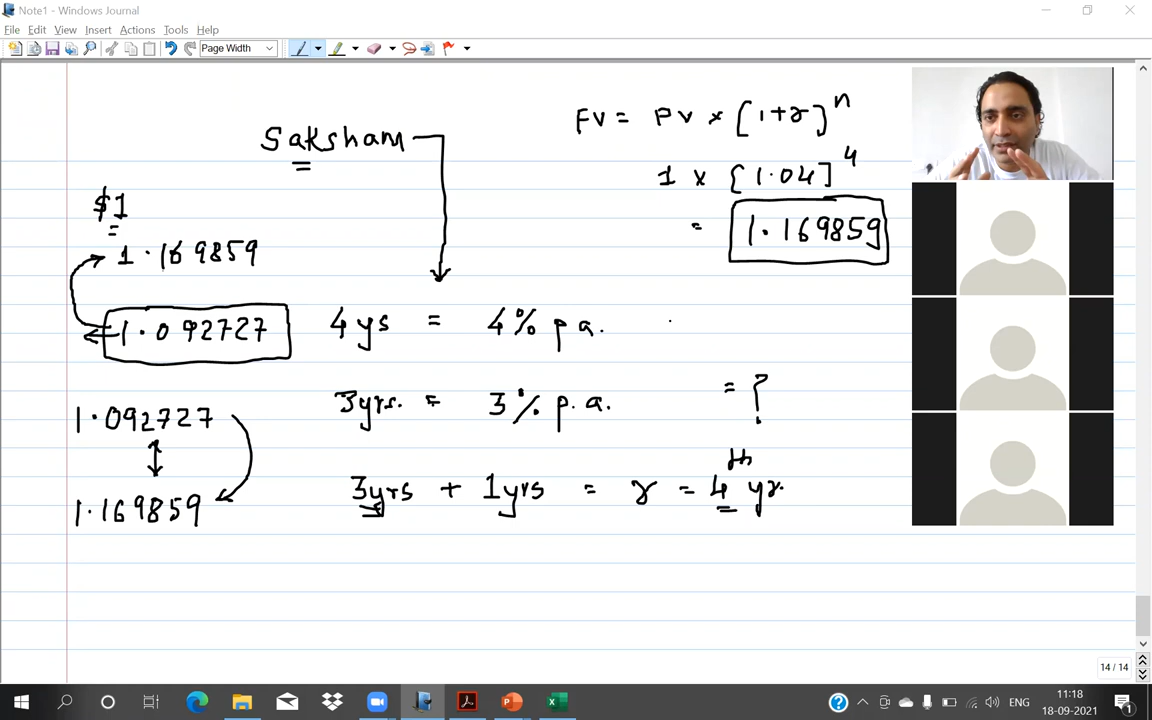 Note1 - Windows Journal
File Edit View Insert Actions Tools Help
Page Width
Saksham
FV = PV × [1+r]^n
1 × [1.04]^4
= 1.169859
$1
1.169859
1.092727 4ys = 4% p a.
3yrs. = 3% p.a. = ?
1.092727
3yrs + 1yrs = r = 4th yr.
1.169859
14 / 14
ENG
11:18
18-09-2021
1